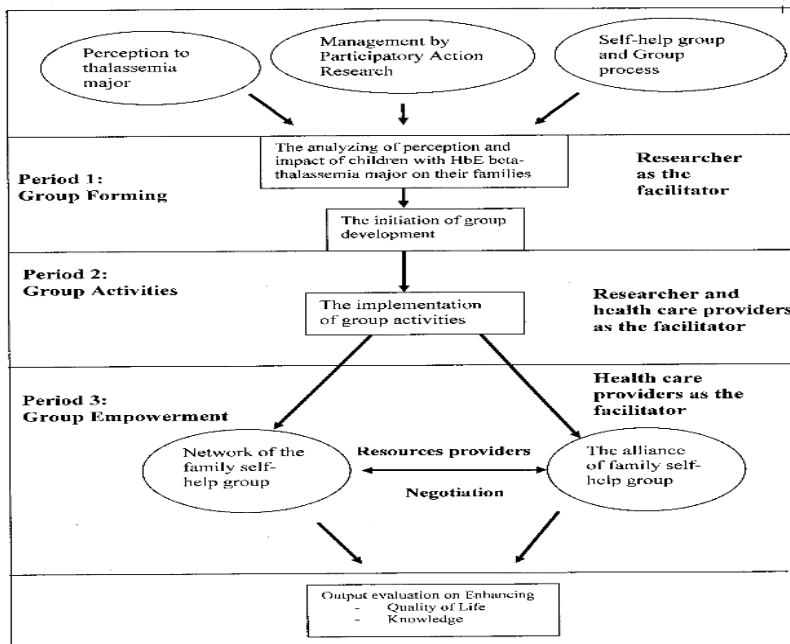 Perception to
thalassemia
major
Management by
Participatory Action
Research
Self-help group
and Group
process
The analyzing of perception and
impact of children with HbE beta-
thalassemia major on their families
Researcher
as the
facilitator
Period 1:
Group Forming
The initiation of group
development
Period 2:
Group Activities
The implementation
of group activities
Researcher and
health care providers
as the facilitator
Period 3:
Group Empowerment
Health care
providers as the
facilitator
Network of the
family self-
help group
Resources providers
Negotiation
The alliance
of family self-
help group
Output evaluation on Enhancing
- Quality of Life
- Knowledge